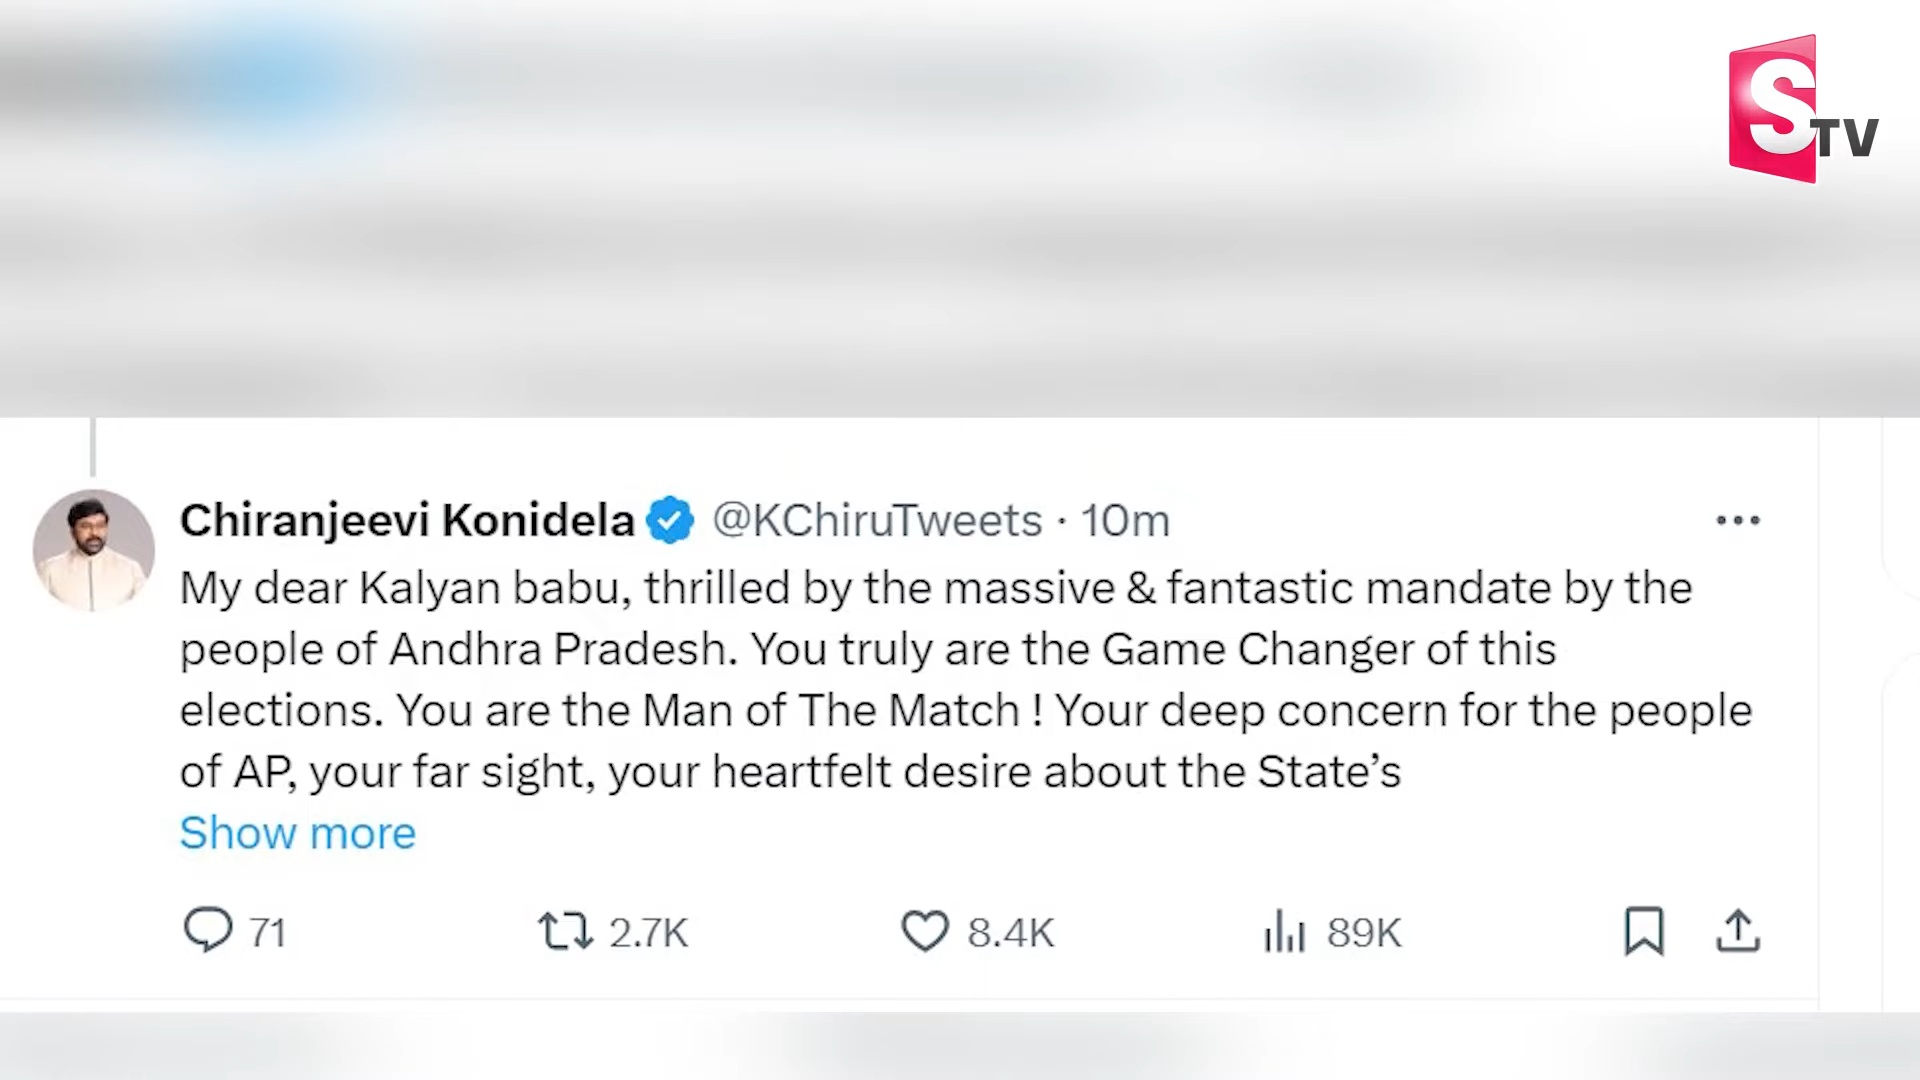 STV
Chiranjeevi Konidela @KChiruTweets · 10m
My dear Kalyan babu, thrilled by the massive & fantastic mandate by the
people of Andhra Pradesh. You truly are the Game Changer of this
elections. You are the Man of The Match ! Your deep concern for the people
of AP, your far sight, your heartfelt desire about the State’s
Show more
71 2.7K 8.4K 89K